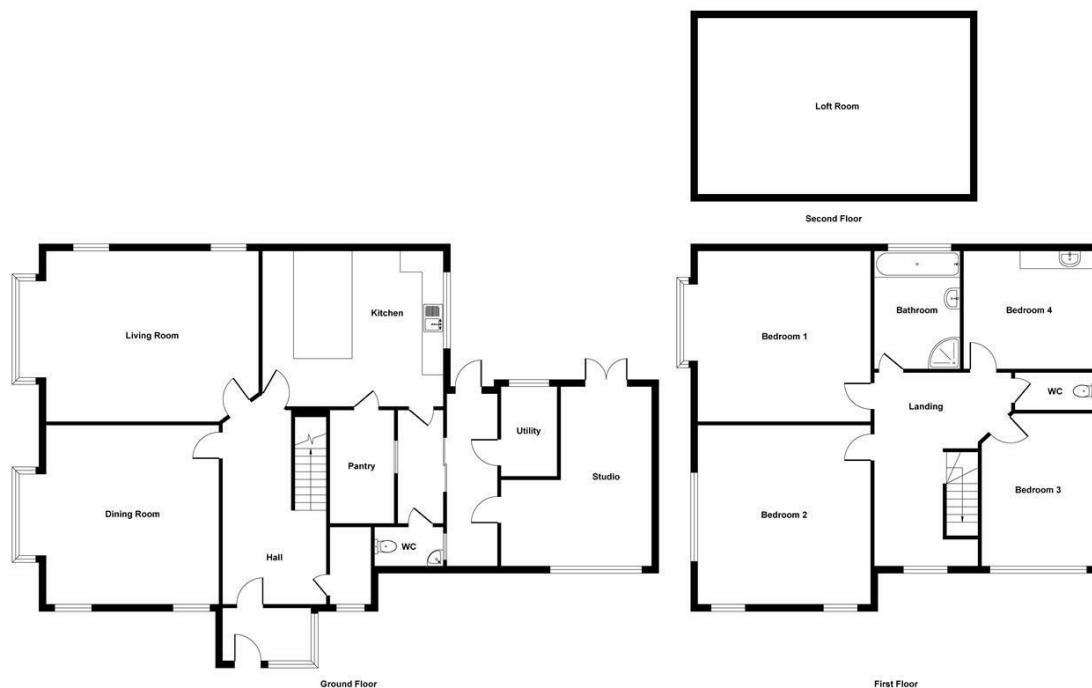 Loft Room
Second Floor
Living Room
Kitchen
Dining Room
Pantry
Utility
Studio
Hall
WC
Ground Floor
Bedroom 1
Bathroom
Bedroom 4
Landing
WC
Bedroom 2
Bedroom 3
First Floor